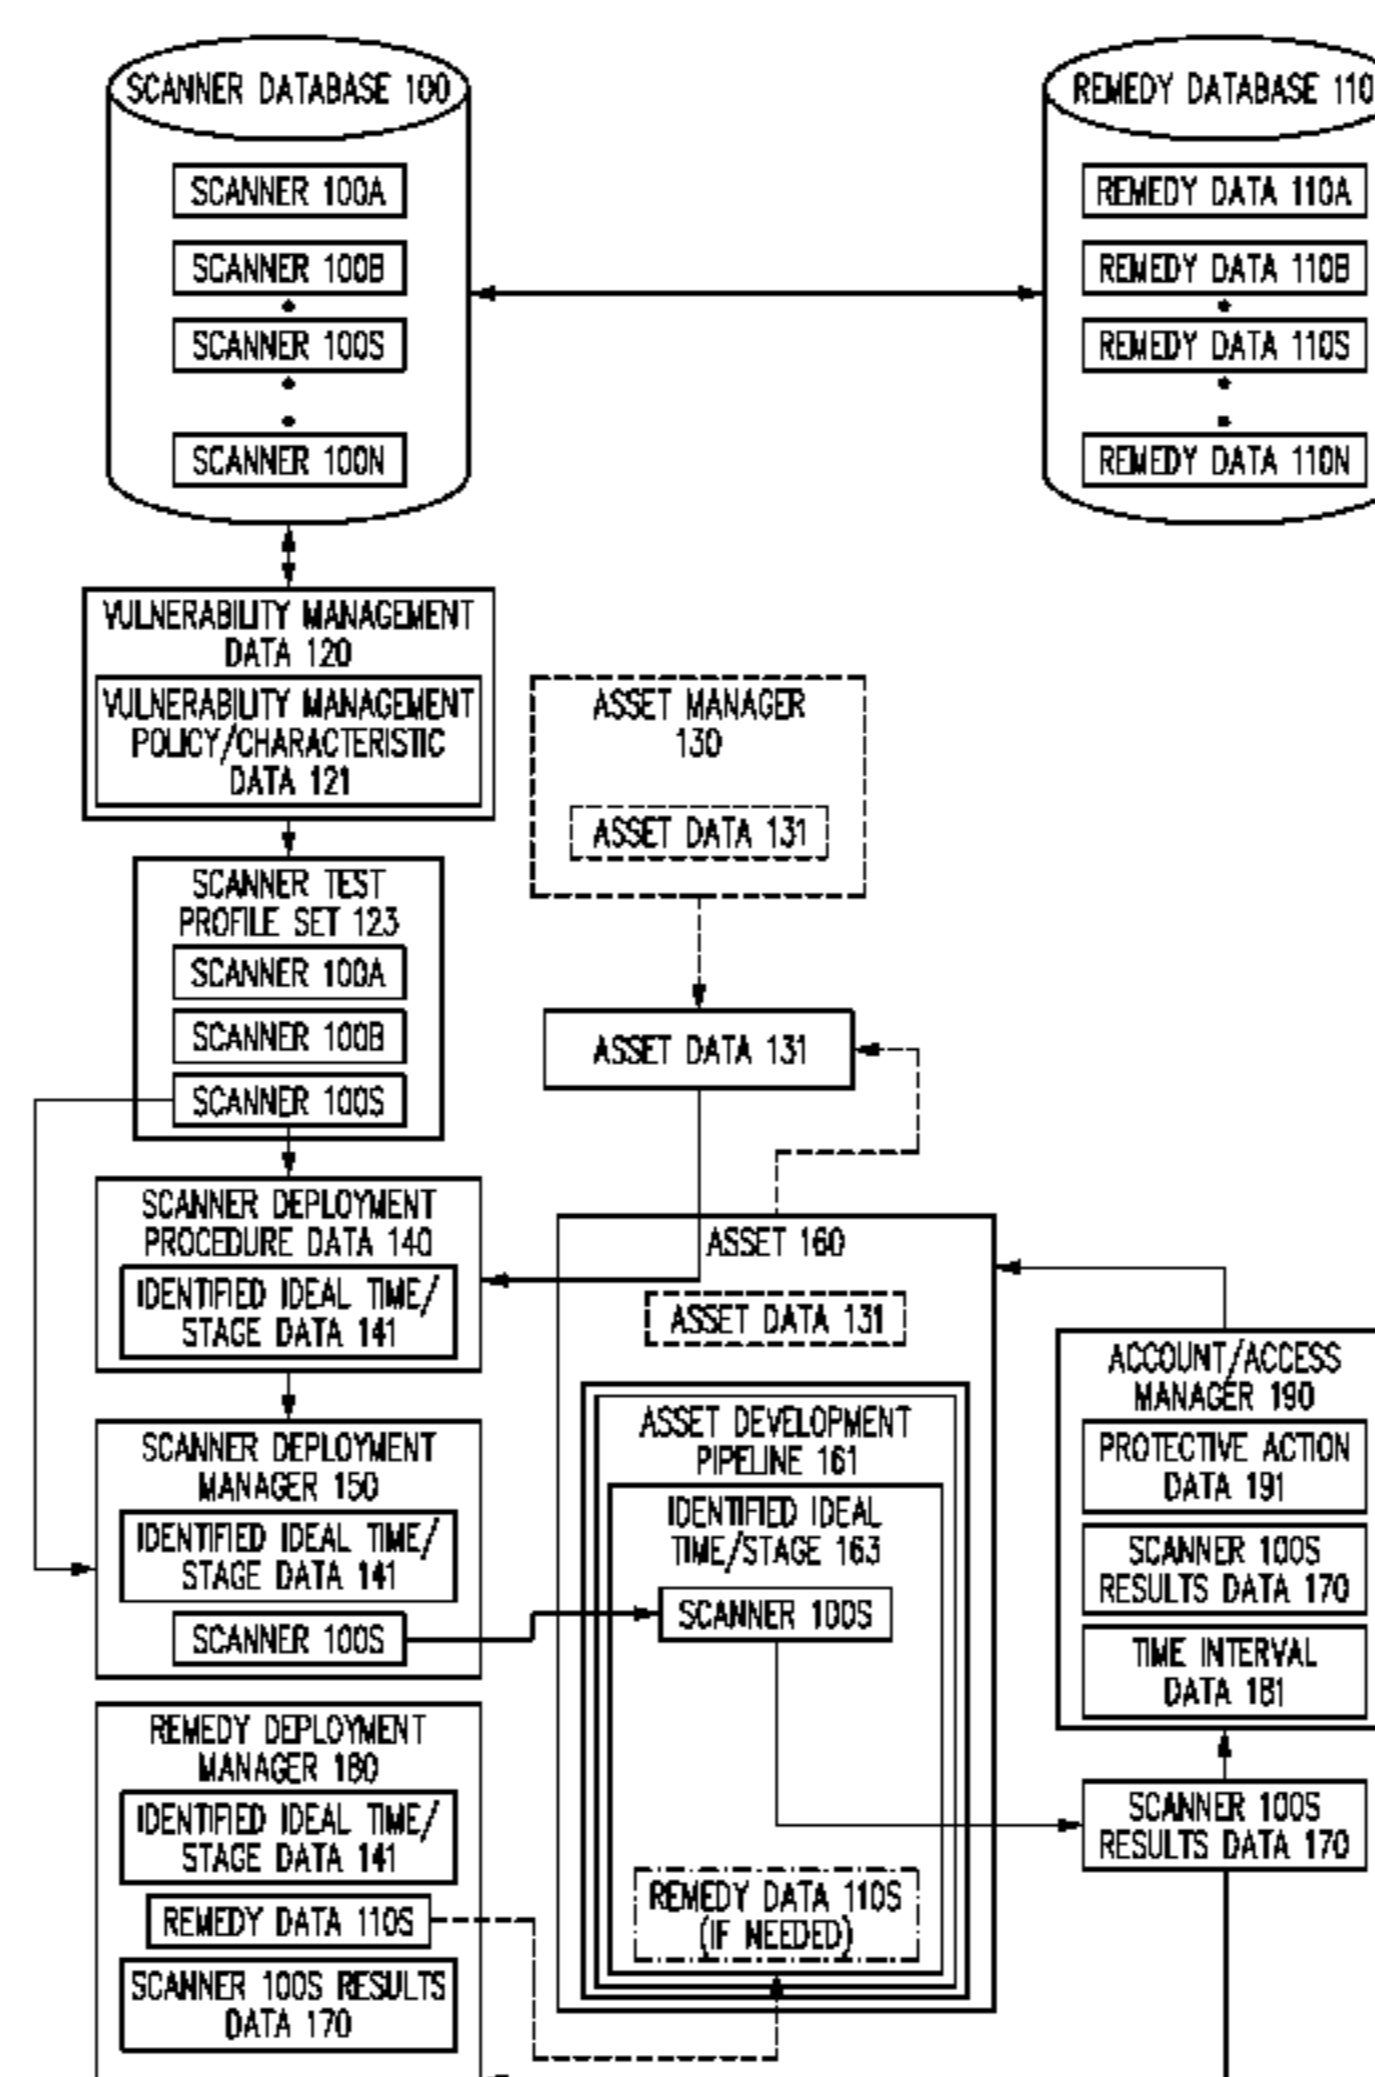 SCANNER DATABASE 100
SCANNER 100A
SCANNER 100B
SCANNER 100S
SCANNER 100N
REMEDY DATABASE 110
REMEDY DATA 110A
REMEDY DATA 110B
REMEDY DATA 110S
REMEDY DATA 110N
VULNERABILITY MANAGEMENT
DATA 120
VULNERABILITY MANAGEMENT
POLICY/CHARACTERISTIC
DATA 121
ASSET MANAGER
130
ASSET DATA 131
SCANNER TEST
PROFILE SET 123
SCANNER 100A
SCANNER 100B
SCANNER 100S
ASSET DATA 131
SCANNER DEPLOYMENT
PROCEDURE DATA 140
IDENTIFIED IDEAL TIME/
STAGE DATA 141
SCANNER DEPLOYMENT
MANAGER 150
IDENTIFIED IDEAL TIME/
STAGE DATA 141
SCANNER 100S
ASSET 160
ASSET DATA 131
ASSET DEVELOPMENT
PIPELINE 161
IDENTIFIED IDEAL
TIME/STAGE 163
SCANNER 100S
REMEDY DATA 110S
(IF NEEDED)
ACCOUNT/ACCESS
MANAGER 190
PROTECTIVE ACTION
DATA 191
SCANNER 100S
RESULTS DATA 170
TIME INTERVAL
DATA 181
SCANNER 100S
RESULTS DATA 170
REMEDY DEPLOYMENT
MANAGER 180
IDENTIFIED IDEAL TIME/
STAGE DATA 141
REMEDY DATA 110S
SCANNER 100S RESULTS
DATA 170